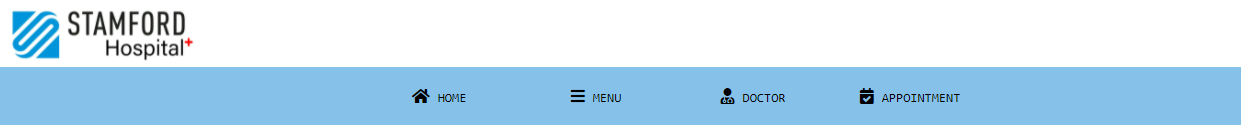 STAMFORD
Hospital+
HOME MENU DOCTOR APPOINTMENT